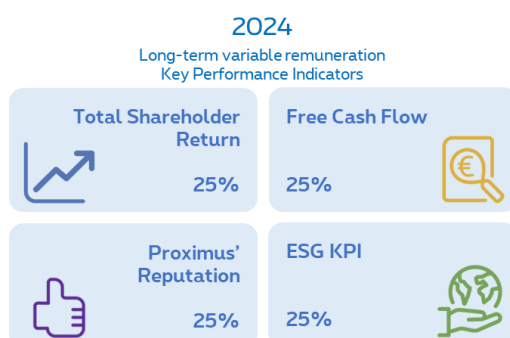 2024
Long-term variable remuneration
Key Performance Indicators
Total Shareholder
Return
25%
Free Cash Flow
€
25%
Proximus’
Reputation
25%
ESG KPI
25%